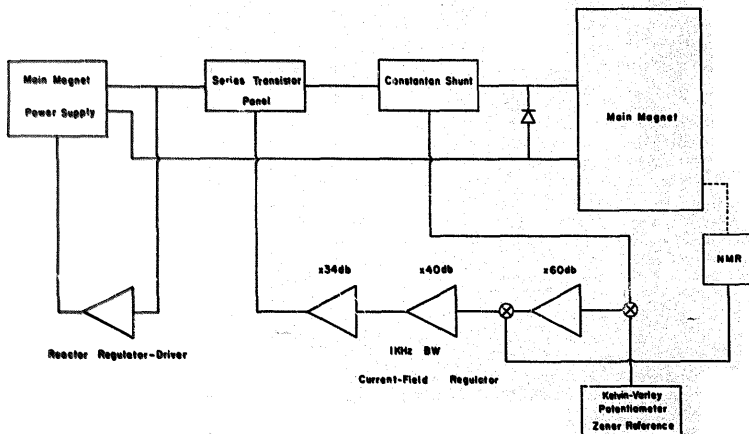 Main Magnet
Power Supply
Series Transistor
Panel
Constantan Shunt
Main Magnet
NMR
x34db
x40db
x60db
Reactor Regulator-Driver
1KHz BW
Current-Field Regulator
Kelvin-Varley
Potentiometer
Zener Reference